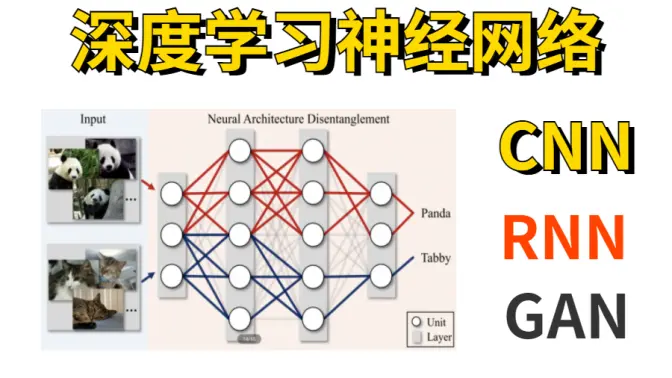 深度学习神经网络
Input
Neural Architecture Disentanglement
Panda
Tabby
Unit
Layer
CNN
RNN
GAN